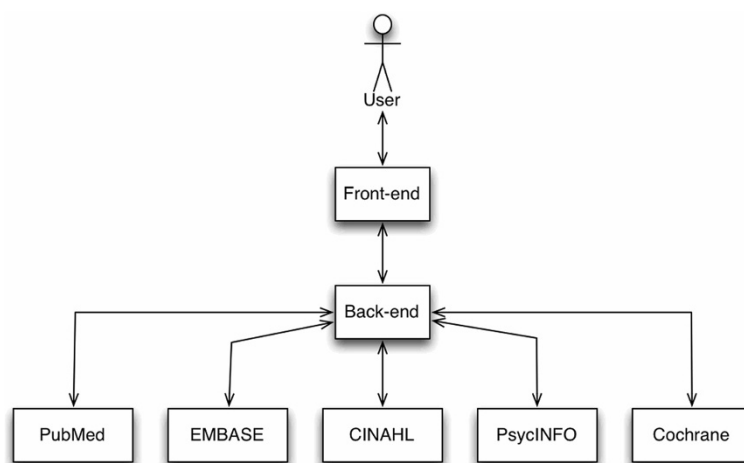 User
Front-end
Back-end
PubMed
EMBASE
CINAHL
PsycINFO
Cochrane